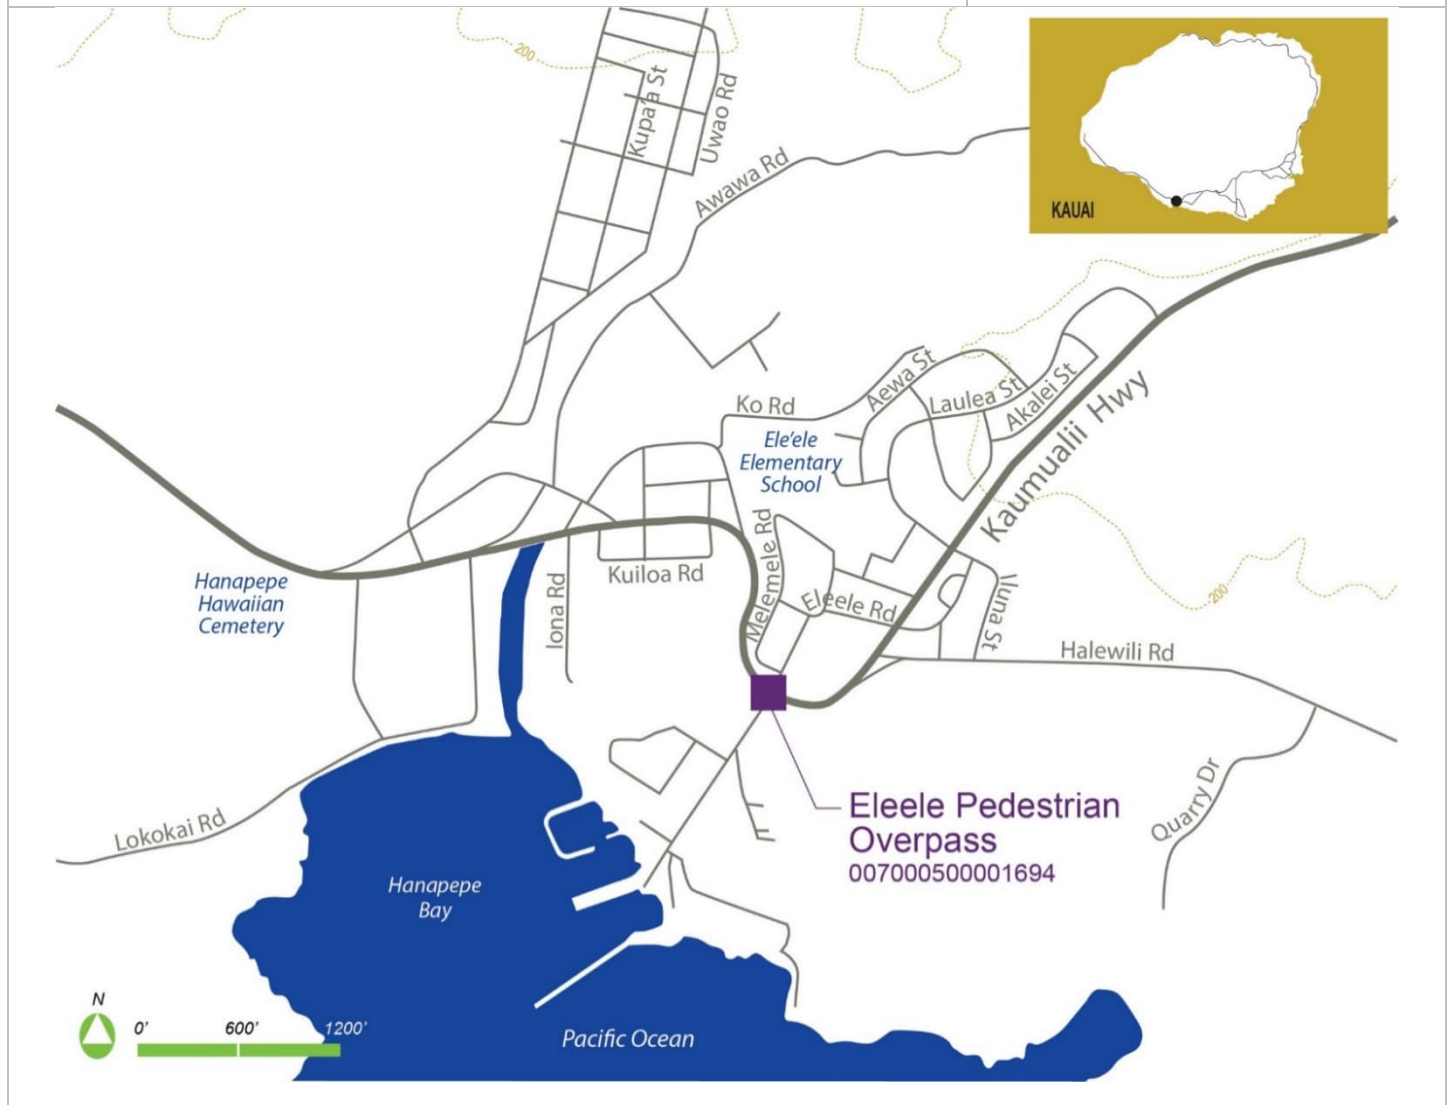 200
Kupa'a St
Uwao Rd
Awawa Rd
KAUAI
Ko Rd
Aewa St
Laulea St
Akalei St
Kaumualii Hwy
Ele'ele
Elementary
School
Hanapepe
Hawaiian
Cemetery
Iona Rd
Kuiloa Rd
Melemele Rd
Eleele Rd
Iluna St
200
Halewili Rd
Quarry Dr
Lokokai Rd
Eleele Pedestrian
Overpass
007000500001694
Hanapepe
Bay
Pacific Ocean
N
0' 600' 1200'